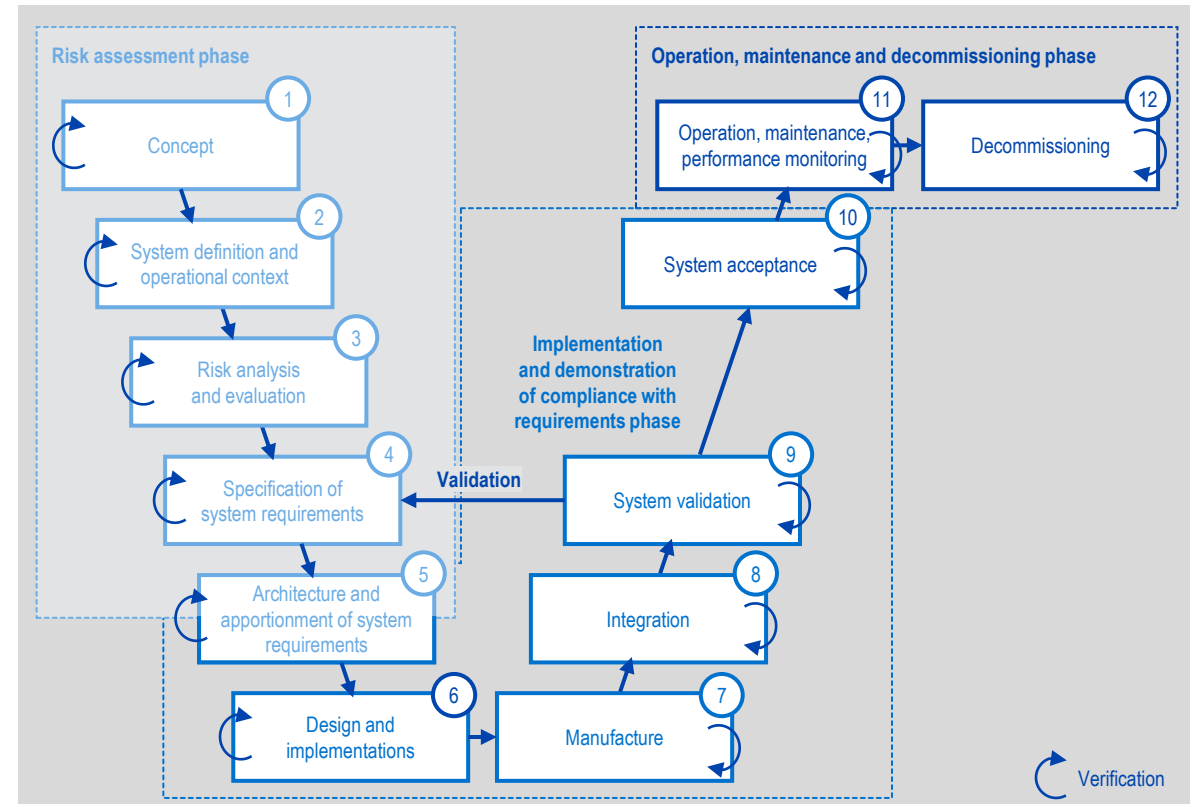 Risk assessment phase
1
Concept
2
System definition and
operational context
3
Risk analysis
and evaluation
4
Specification of
system requirements
5
Architecture and
apportionment of system
requirements
6
Design and
implementations
7
Manufacture
8
Integration
9
System validation
Validation
Implementation
and demonstration
of compliance with
requirements phase
10
System acceptance
Operation, maintenance and decommissioning phase
11
Operation, maintenance,
performance monitoring
12
Decommissioning
Verification